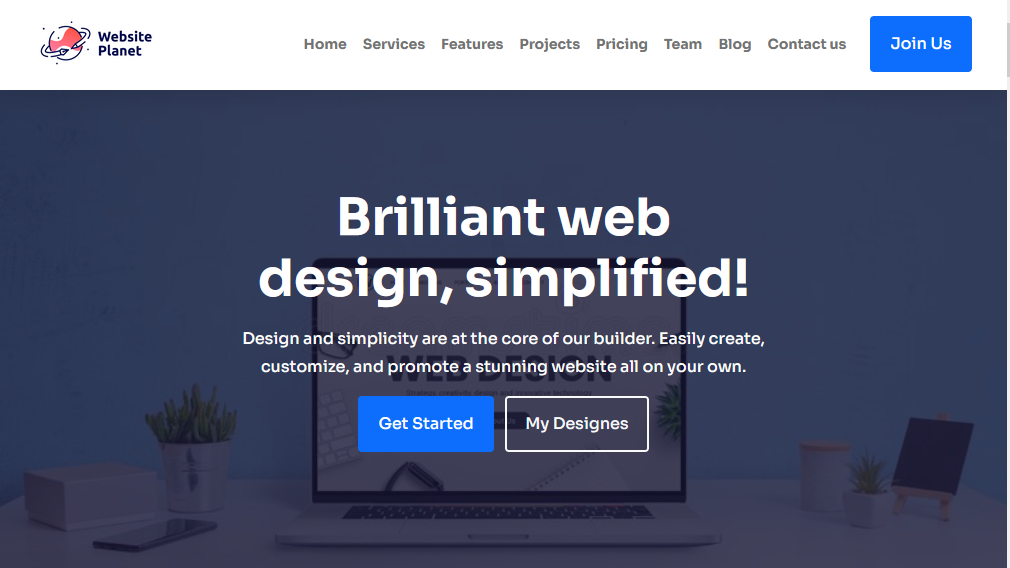 Website
Planet
Home Services Features Projects Pricing Team Blog Contact us Join Us
Brilliant web
design, simplified!
Design and simplicity are at the core of our builder. Easily create,
customize, and promote a stunning website all on your own.
WEB DESIGN
Get Started My Designes